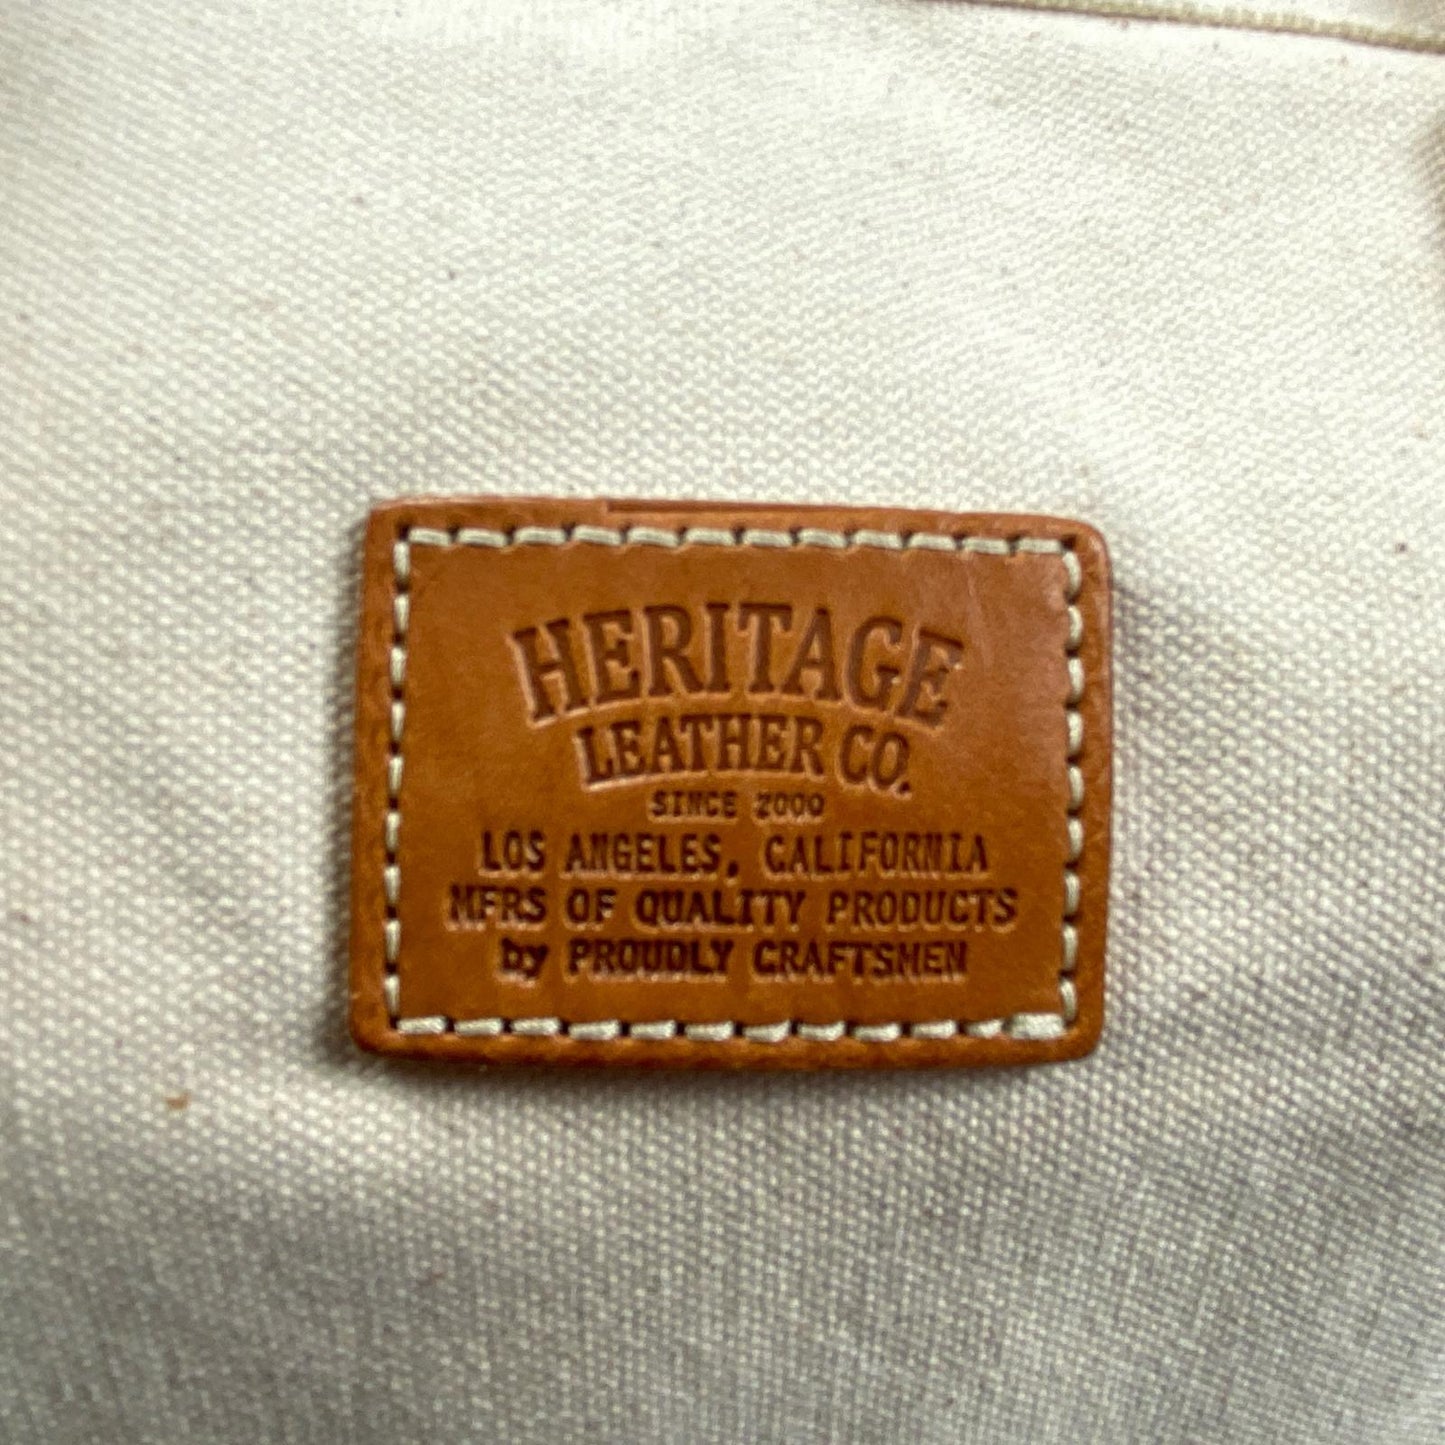 HERITAGE
LEATHER CO.
SINCE 2000
LOS ANGELES, CALIFORNIA
MFRS OF QUALITY PRODUCTS
by PROUDLY CRAFTSMEN